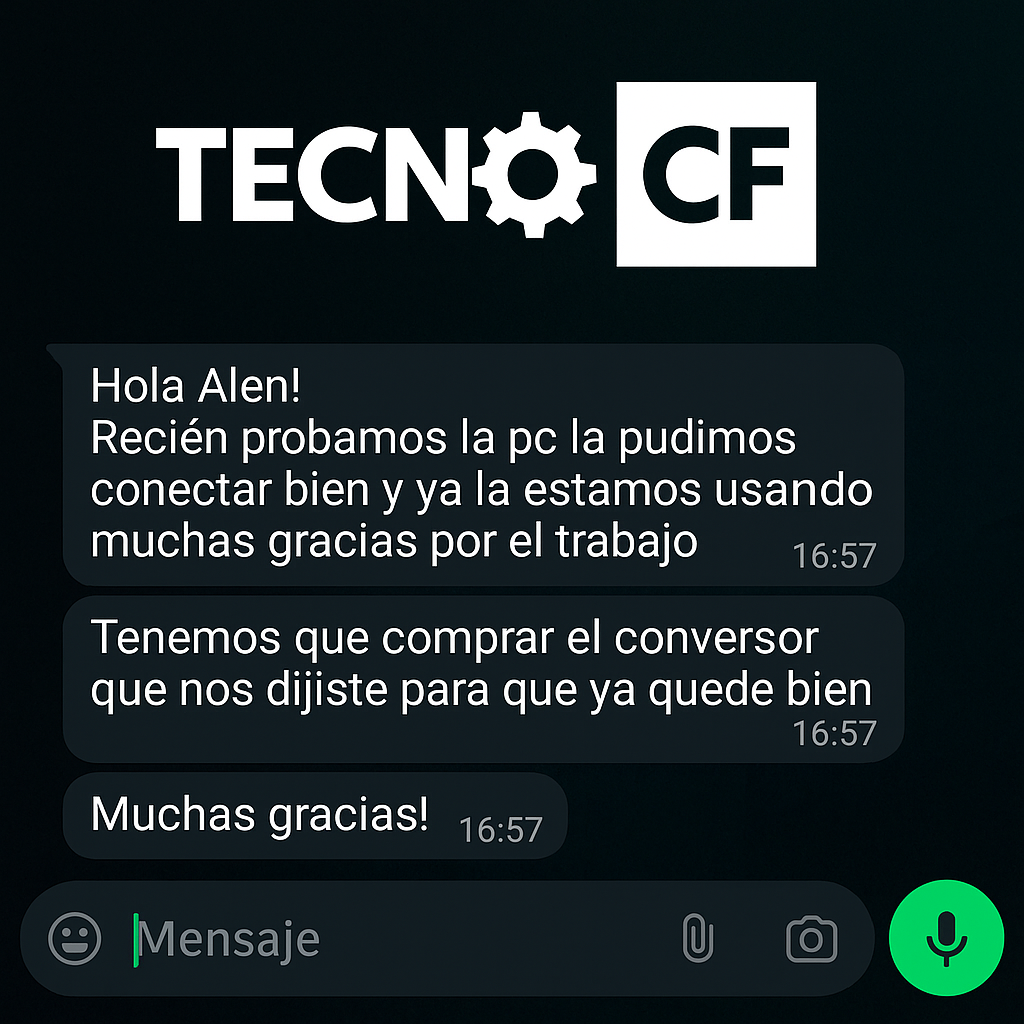 TECNO CF
Hola Alen!
Recién probamos la pc la pudimos
conectar bien y ya la estamos usando
muchas gracias por el trabajo
16:57
Tenemos que comprar el conversor
que nos dijiste para que ya quede bien
16:57
Muchas gracias! 16:57
Mensaje